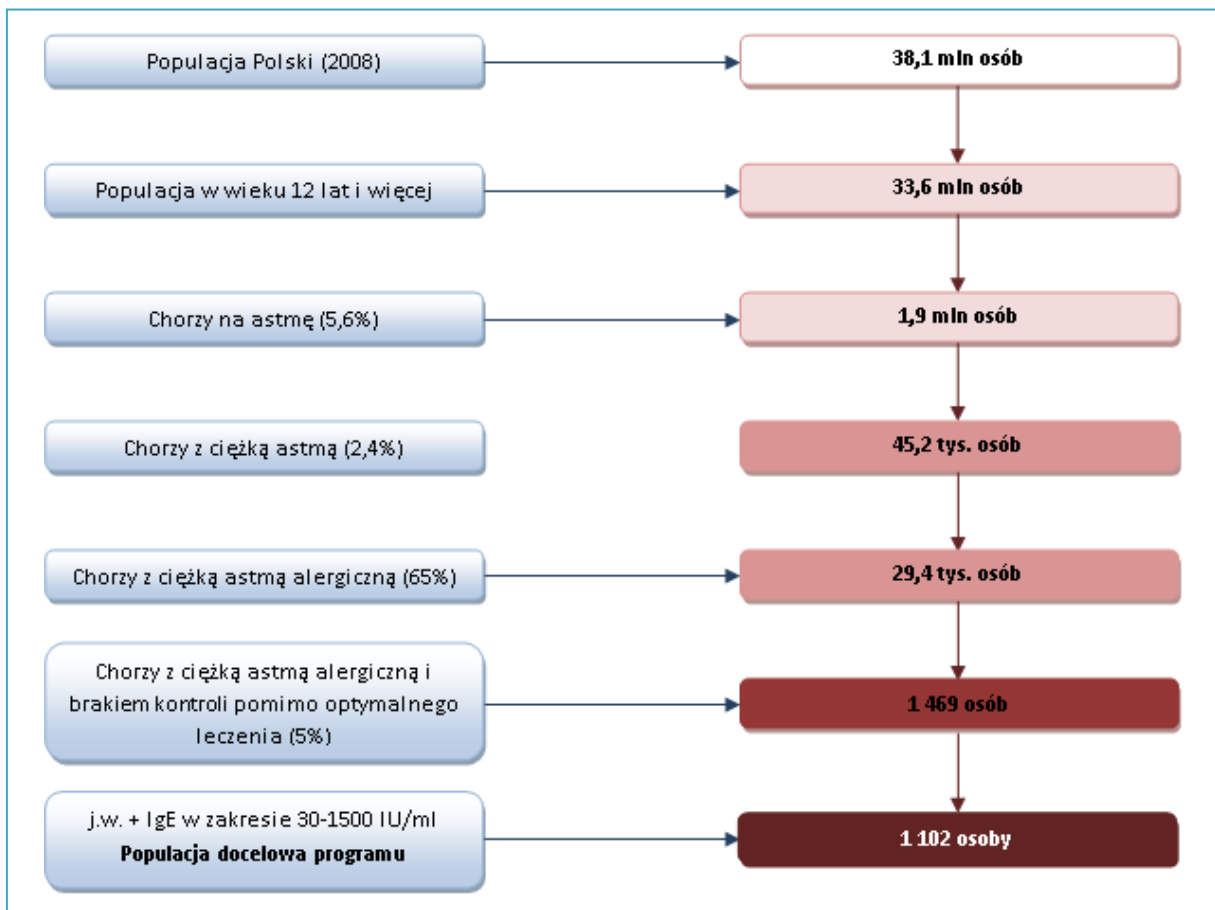 Populacja Polski (2008)
38,1 mln osób
Populacja w wieku 12 lat i więcej
33,6 mln osób
Chorzy na astmę (5,6%)
1,9 mln osób
Chorzy z ciężką astmą (2,4%)
45,2 tys. osób
Chorzy z ciężką astmą alergiczną (65%)
29,4 tys. osób
Chorzy z ciężką astmą alergiczną i
brakiem kontroli pomimo optymalnego
leczenia (5%)
1 469 osób
j.w. + IgE w zakresie 30-1500 IU/ml
Populacja docelowa programu
1 102 osoby